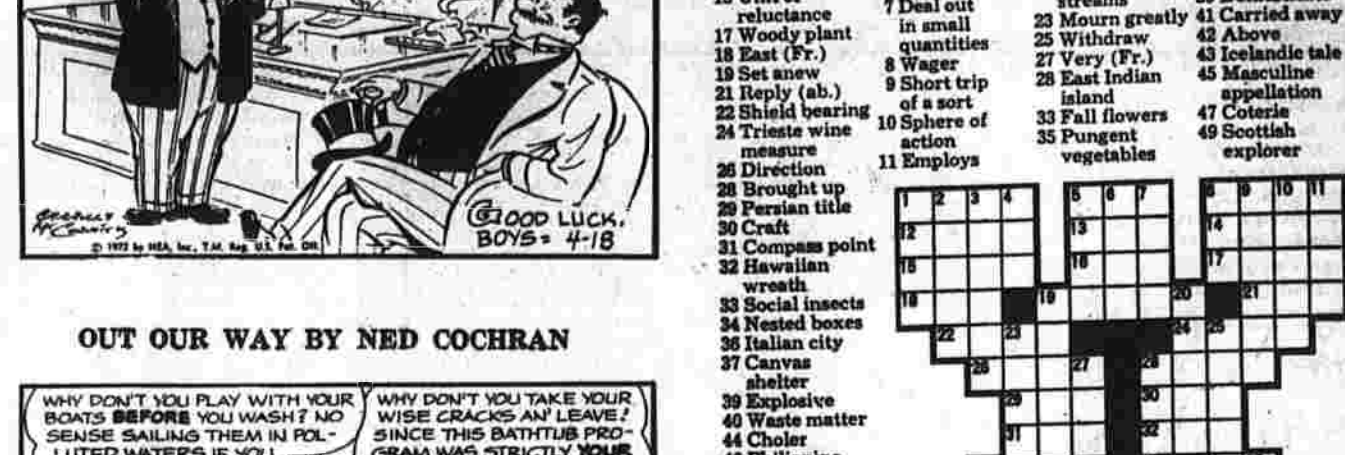 GOOD LUCK,
BOYS= 4-18
© 1972 by NEA, Inc., T.M. Reg. U.S. Pat. Off.
OUT OUR WAY BY NED COCHRAN
WHY DON'T YOU PLAY WITH YOUR
BOATS BEFORE YOU WASH? NO
SENSE SAILING THEM IN POL-
LUTED WATERS IF YOU
WHY DON'T YOU TAKE YOUR
WISE CRACKS AN' LEAVE!
SINCE THIS BATHTUB PRO-
GRAM WAS STRICTLY YOUR
reluctance
17 Woody plant
18 East (Fr.)
19 Set anew
21 Reply (ab.)
22 Shield bearing
24 Trieste wine
measure
26 Direction
28 Brought up
29 Persian title
30 Craft
31 Compass point
32 Hawaiian
wreath
33 Social insects
34 Nested boxes
36 Italian city
37 Canvas
shelter
39 Explosive
40 Waste matter
44 Choler
7 Deal out
in small
quantities
8 Wager
9 Short trip
of a sort
10 Sphere of
action
11 Employs
streams
23 Mourn greatly
25 Withdraw
27 Very (Fr.)
28 East Indian
island
33 Fall flowers
35 Pungent
vegetables
41 Carried away
42 Above
43 Icelandic tale
45 Masculine
appellation
47 Coterie
49 Scottish
explorer
1 2 3 4 5 6 7 8 9 10 11
12 13 14
15 16 17
18 19 20 21
22 23 24 25
26 27 28
29 30
31 32